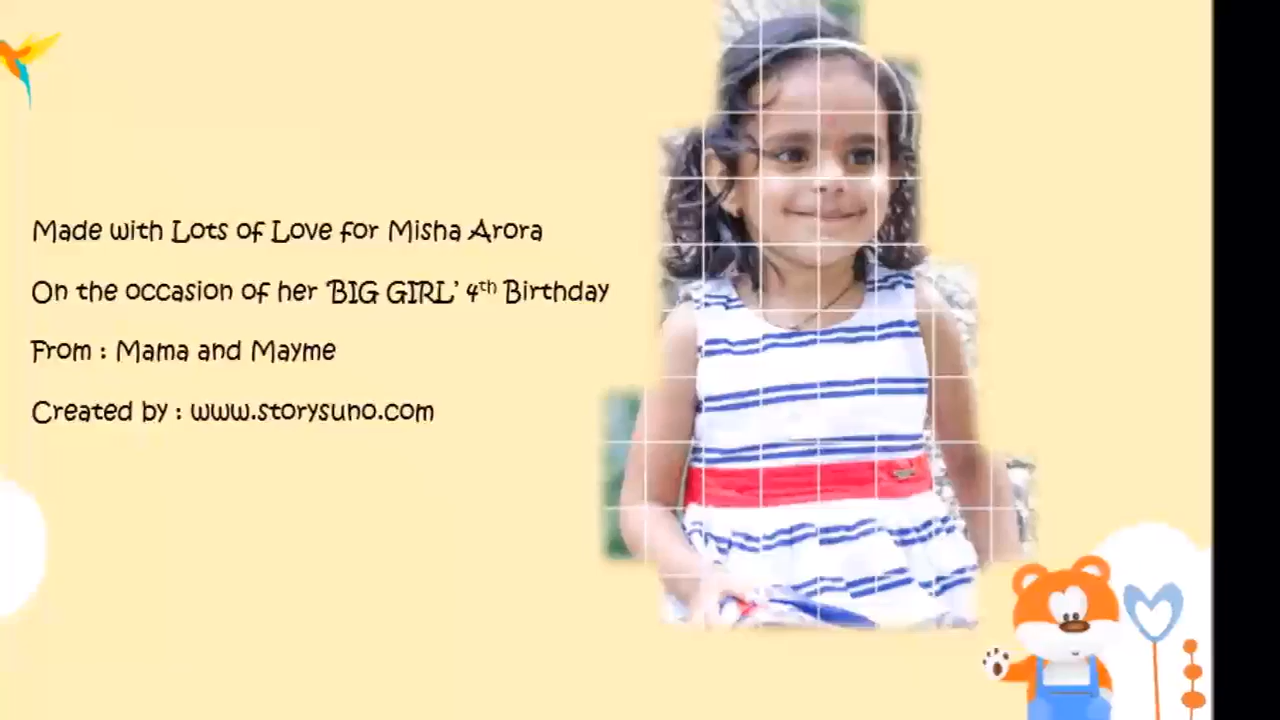 Made with Lots of Love for Misha Arora
On the occasion of her 'BIG GIRL' 4th Birthday
From : Mama and Mayme
Created by : www.storysuno.com